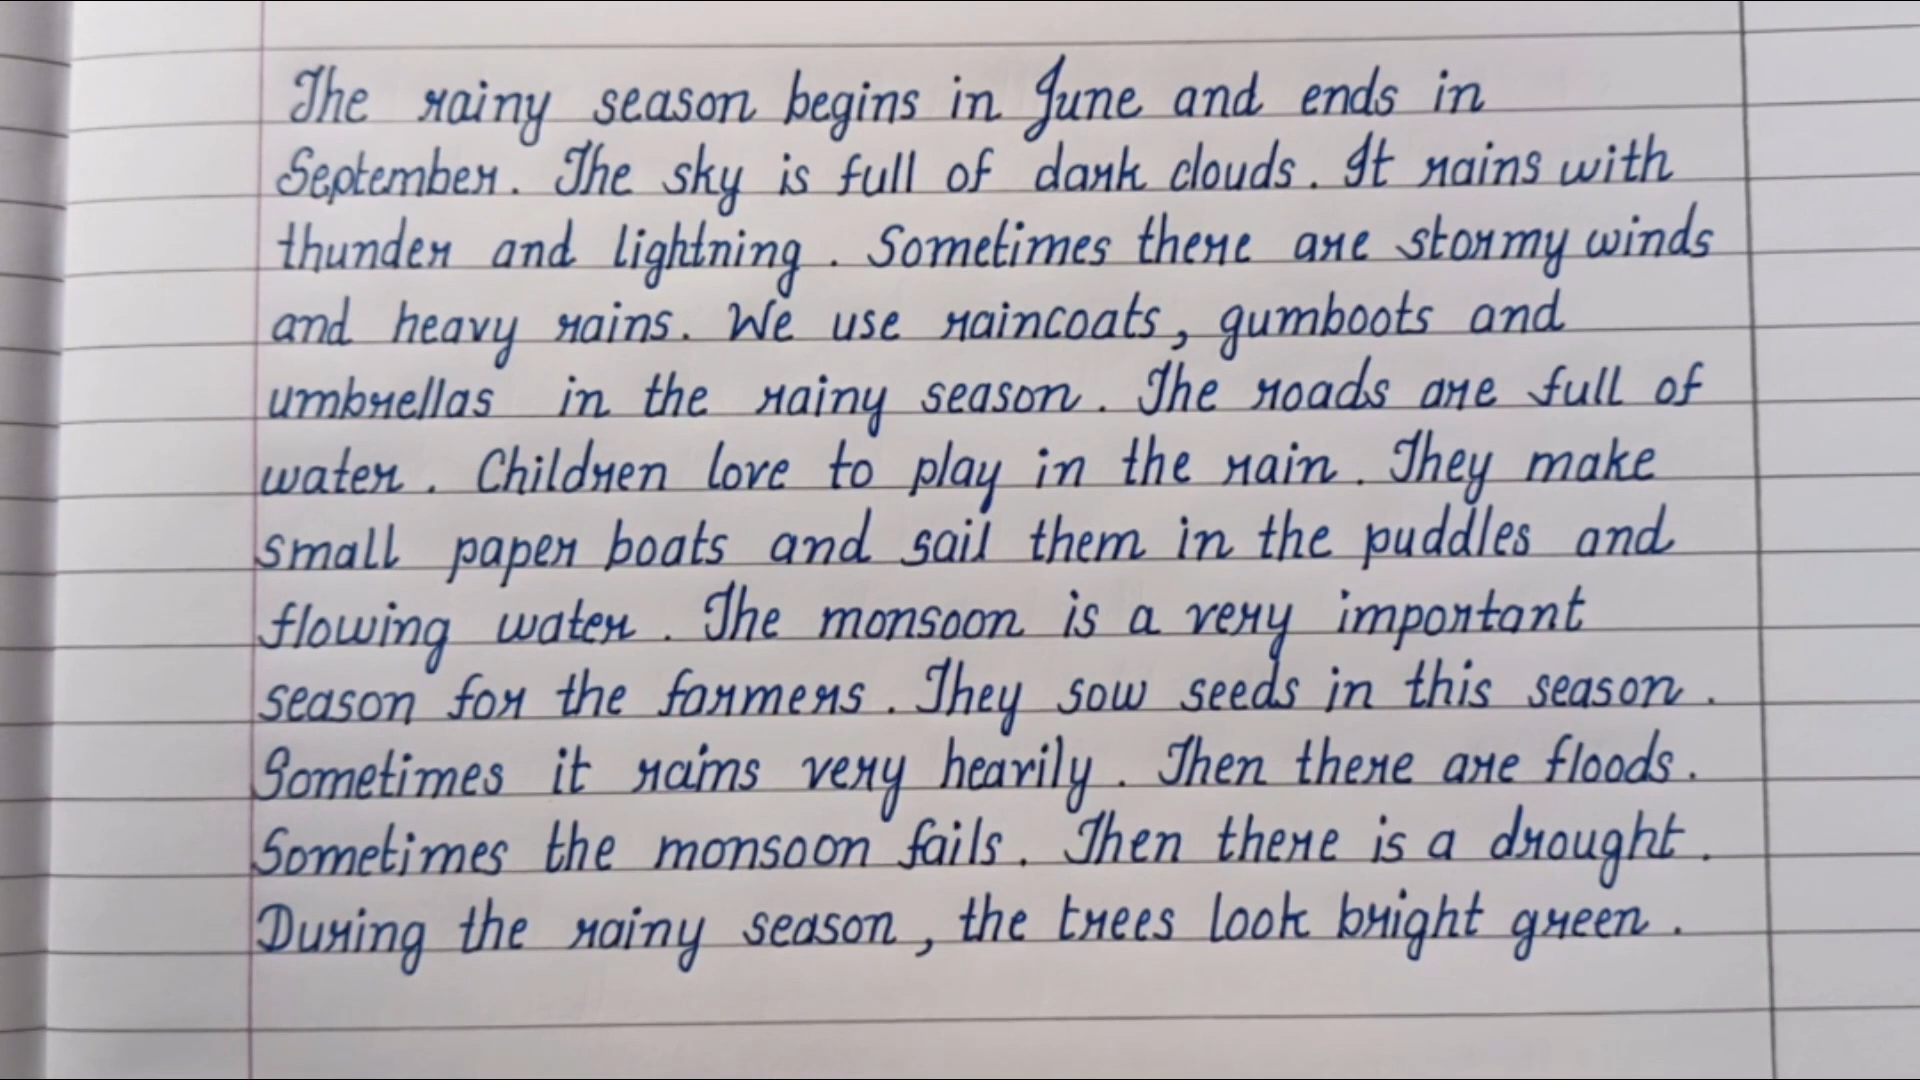 The rainy season begins in June and ends in
September. The sky is full of dark clouds. It rains with
thunder and lightning. Sometimes there are stormy winds
and heavy rains. We use raincoats, gumboots and
umbrellas in the rainy season. The roads are full of
water. Children love to play in the rain. They make
small paper boats and sail them in the puddles and
flowing water. The monsoon is a very important
season for the farmers. They sow seeds in this season.
Sometimes it rains very heavily. Then there are floods.
Sometimes the monsoon fails. Then there is a drought.
During the rainy season, the trees look bright green.